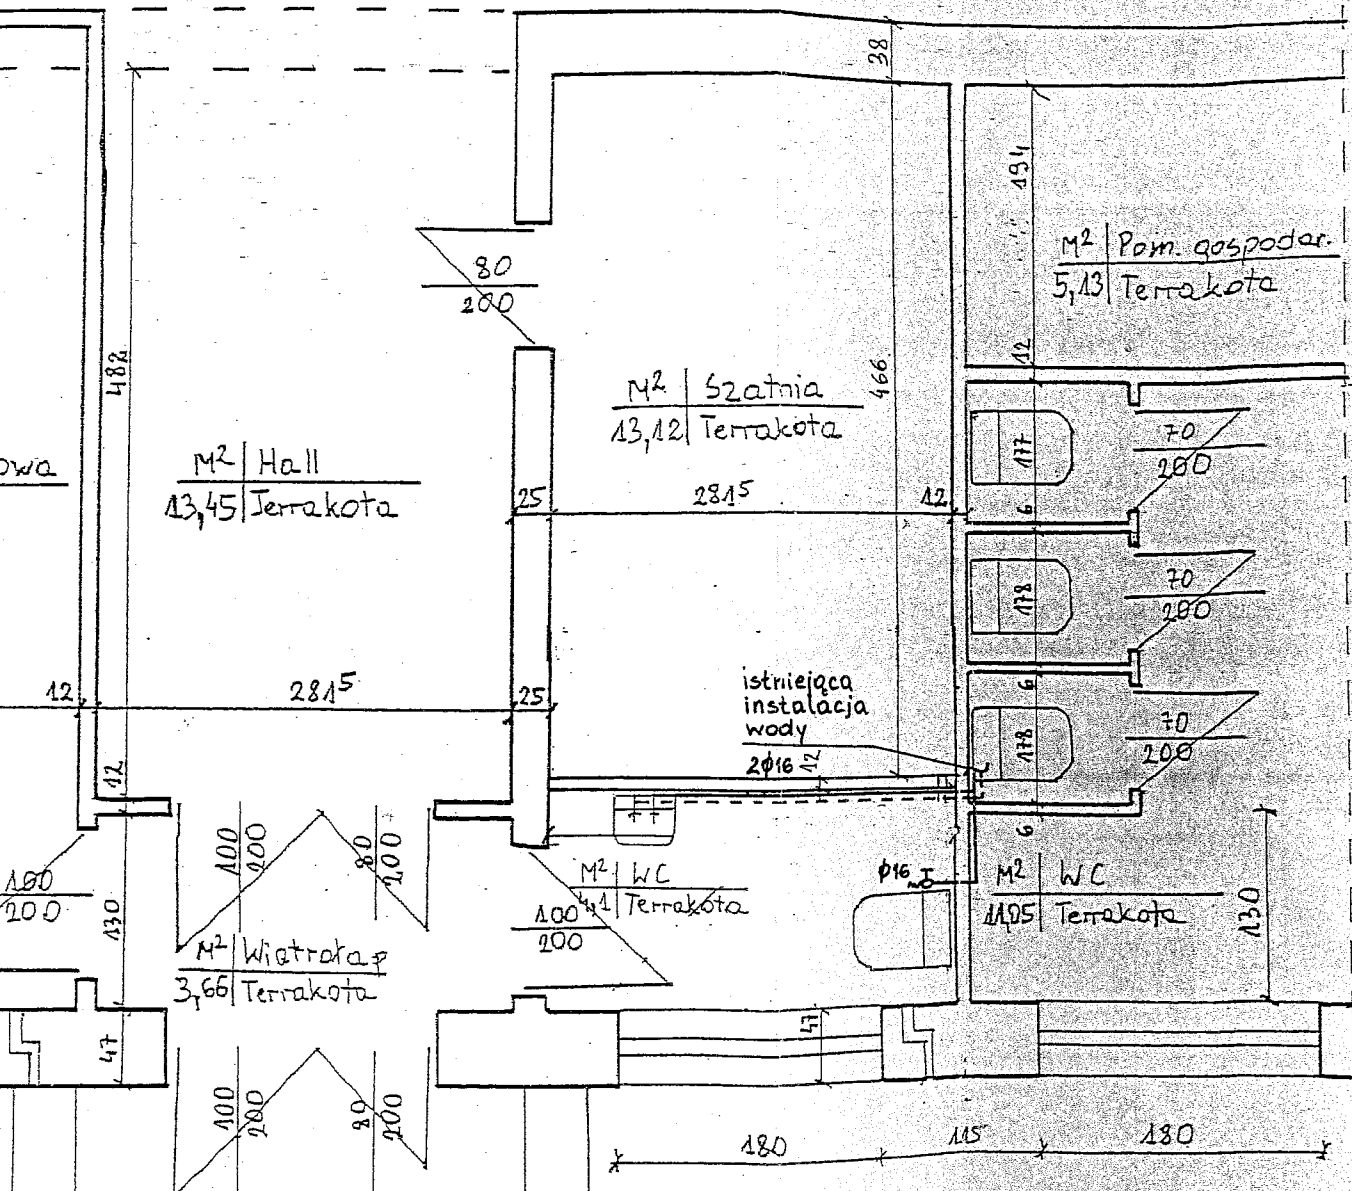 38
194
M² Pom. gospodar.
5,13 Terrakota
80
200
12
482
466
M² Szatnia
13,12 Terrakota
177
70
200
M² Hall
13,45 Terrakota
owa
25
281⁵
12
6
178
70
200
12
281⁵
25
6
istniejąca
instalacja
wody
2ϕ16
12
178
70
200
12
100
200
80
200
6
100
200
130
M² WC
4,1 Terrakota
100
200
ϕ16
M² WC
11,05 Terrakota
130
M² Wiatrołap
3,66 Terrakota
47
47
100
200
80
200
180
115
180